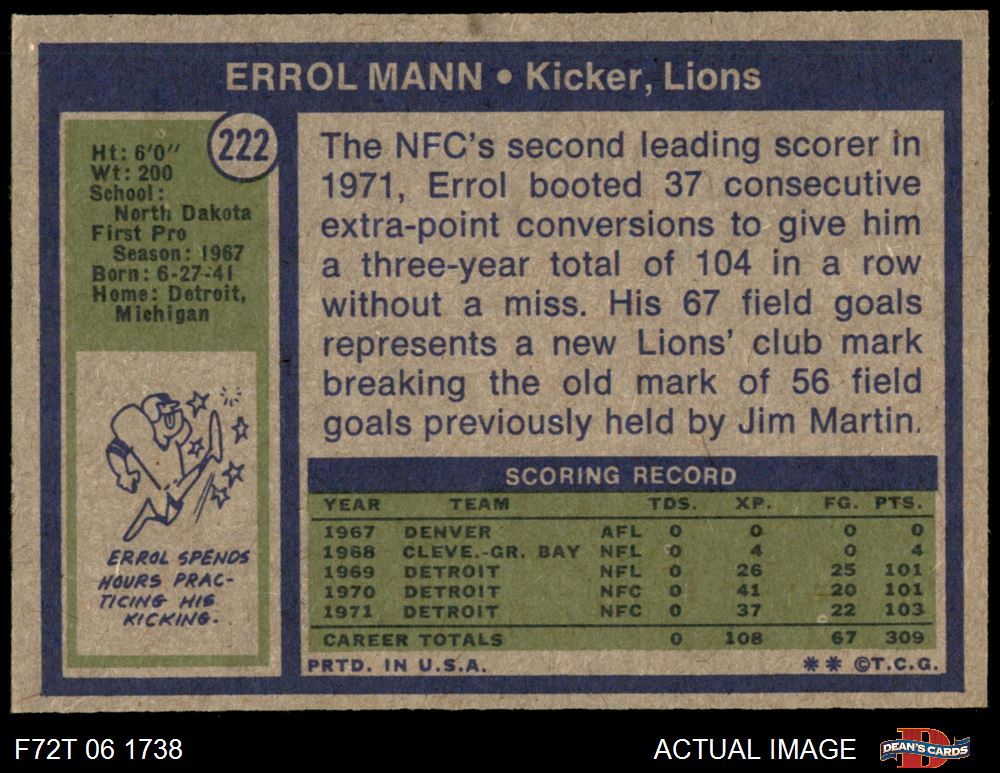 ERROL MANN • Kicker, Lions
222
Ht: 6'0"
Wt: 200
School:
North Dakota
First Pro
Season: 1967
Born: 6-27-41
Home: Detroit,
Michigan
ERROL SPENDS
HOURS PRAC-
TICING HIS
KICKING.
The NFC's second leading scorer in
1971, Errol booted 37 consecutive
extra-point conversions to give him
a three-year total of 104 in a row
without a miss. His 67 field goals
represents a new Lions' club mark
breaking the old mark of 56 field
goals previously held by Jim Martin.
SCORING RECORD
YEAR TEAM TDS. XP. FG. PTS.
1967 DENVER AFL 0 0 0 0
1968 CLEVE.-GR. BAY NFL 0 4 0 4
1969 DETROIT NFL 0 26 25 101
1970 DETROIT NFC 0 41 20 101
1971 DETROIT NFC 0 37 22 103
CAREER TOTALS 0 108 67 309
PRTD. IN U.S.A. ** ©T.C.G.
F72T 06 1738 ACTUAL IMAGE DEAN'S CARDS